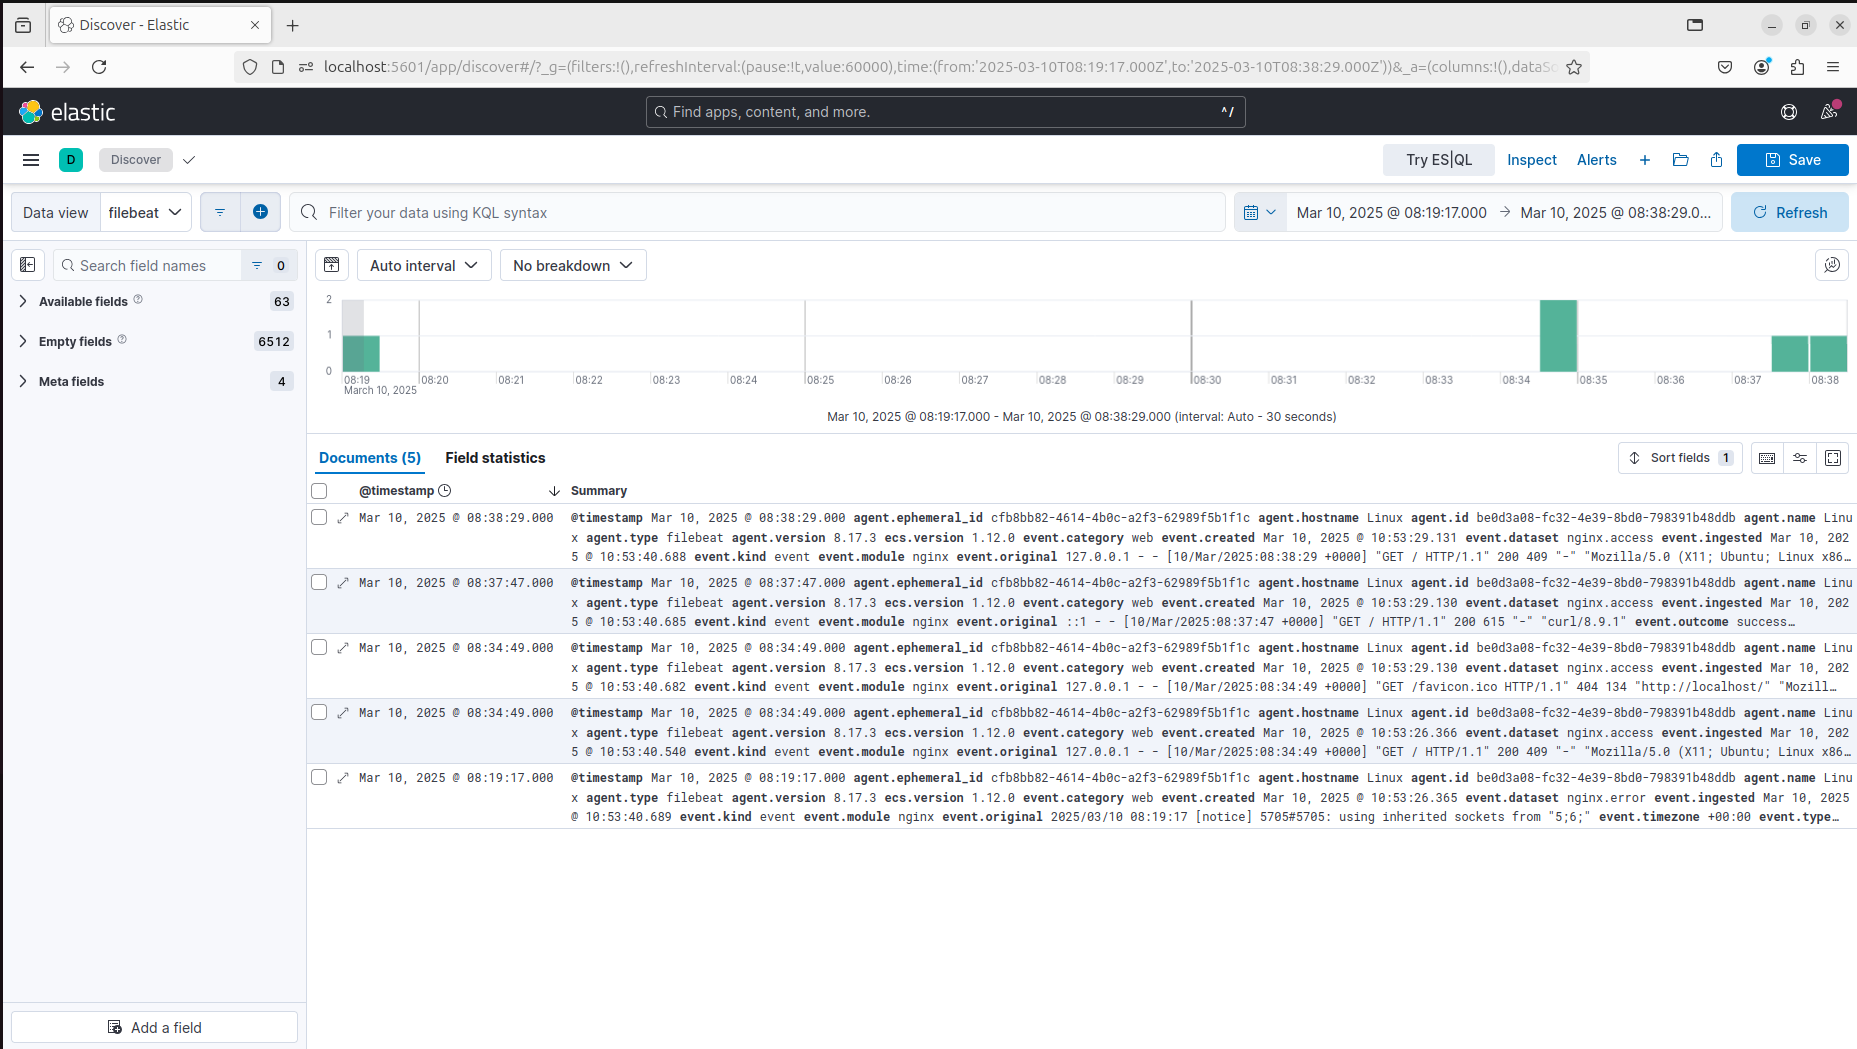 Discover - Elastic
localhost:5601/app/discover#/?_g=(filters:!(),refreshInterval:(pause:!t,value:60000),time:(from:'2025-03-10T08:19:17.000Z',to:'2025-03-10T08:38:29.000Z'))&_a=(columns:!(),dataSo
elastic
Find apps, content, and more.
^/
D
Discover
Try ES|QL
Inspect
Alerts
Save
Data view
filebeat
Filter your data using KQL syntax
Mar 10, 2025 @ 08:19:17.000
Mar 10, 2025 @ 08:38:29.0...
Refresh
Search field names
0
Auto interval
No breakdown
Available fields
63
Empty fields
6512
Meta fields
4
2
1
0
08:19 08:20 08:21 08:22 08:23 08:24 08:25 08:26 08:27 08:28 08:29 08:30 08:31 08:32 08:33 08:34 08:35 08:36 08:37 08:38
March 10, 2025
Mar 10, 2025 @ 08:19:17.000 - Mar 10, 2025 @ 08:38:29.000 (interval: Auto - 30 seconds)
Documents (5)
Field statistics
Sort fields 1
@timestamp
Summary
Mar 10, 2025 @ 08:38:29.000
@timestamp Mar 10, 2025 @ 08:38:29.000 agent.ephemeral_id cfb8bb82-4614-4b0c-a2f3-62989f5b1f1c agent.hostname Linux agent.id be0d3a08-fc32-4e39-8bd0-798391b48ddb agent.name Linu
x agent.type filebeat agent.version 8.17.3 ecs.version 1.12.0 event.category web event.created Mar 10, 2025 @ 10:53:29.131 event.dataset nginx.access event.ingested Mar 10, 202
5 @ 10:53:40.688 event.kind event event.module nginx event.original 127.0.0.1 - - [10/Mar/2025:08:38:29 +0000] "GET / HTTP/1.1" 200 409 "-" "Mozilla/5.0 (X11; Ubuntu; Linux x86…
Mar 10, 2025 @ 08:37:47.000
@timestamp Mar 10, 2025 @ 08:37:47.000 agent.ephemeral_id cfb8bb82-4614-4b0c-a2f3-62989f5b1f1c agent.hostname Linux agent.id be0d3a08-fc32-4e39-8bd0-798391b48ddb agent.name Linu
x agent.type filebeat agent.version 8.17.3 ecs.version 1.12.0 event.category web event.created Mar 10, 2025 @ 10:53:29.130 event.dataset nginx.access event.ingested Mar 10, 202
5 @ 10:53:40.685 event.kind event event.module nginx event.original ::1 - - [10/Mar/2025:08:37:47 +0000] "GET / HTTP/1.1" 200 615 "-" "curl/8.9.1" event.outcome success…
Mar 10, 2025 @ 08:34:49.000
@timestamp Mar 10, 2025 @ 08:34:49.000 agent.ephemeral_id cfb8bb82-4614-4b0c-a2f3-62989f5b1f1c agent.hostname Linux agent.id be0d3a08-fc32-4e39-8bd0-798391b48ddb agent.name Linu
x agent.type filebeat agent.version 8.17.3 ecs.version 1.12.0 event.category web event.created Mar 10, 2025 @ 10:53:29.130 event.dataset nginx.access event.ingested Mar 10, 202
5 @ 10:53:40.682 event.kind event event.module nginx event.original 127.0.0.1 - - [10/Mar/2025:08:34:49 +0000] "GET /favicon.ico HTTP/1.1" 404 134 "http://localhost/" "Mozill…
Mar 10, 2025 @ 08:34:49.000
@timestamp Mar 10, 2025 @ 08:34:49.000 agent.ephemeral_id cfb8bb82-4614-4b0c-a2f3-62989f5b1f1c agent.hostname Linux agent.id be0d3a08-fc32-4e39-8bd0-798391b48ddb agent.name Linu
x agent.type filebeat agent.version 8.17.3 ecs.version 1.12.0 event.category web event.created Mar 10, 2025 @ 10:53:26.366 event.dataset nginx.access event.ingested Mar 10, 202
5 @ 10:53:40.540 event.kind event event.module nginx event.original 127.0.0.1 - - [10/Mar/2025:08:34:49 +0000] "GET / HTTP/1.1" 200 409 "-" "Mozilla/5.0 (X11; Ubuntu; Linux x86…
Mar 10, 2025 @ 08:19:17.000
@timestamp Mar 10, 2025 @ 08:19:17.000 agent.ephemeral_id cfb8bb82-4614-4b0c-a2f3-62989f5b1f1c agent.hostname Linux agent.id be0d3a08-fc32-4e39-8bd0-798391b48ddb agent.name Linu
x agent.type filebeat agent.version 8.17.3 ecs.version 1.12.0 event.category web event.created Mar 10, 2025 @ 10:53:26.365 event.dataset nginx.error event.ingested Mar 10, 2025
@ 10:53:40.689 event.kind event event.module nginx event.original 2025/03/10 08:19:17 [notice] 5705#5705: using inherited sockets from "5;6;" event.timezone +00:00 event.type…
Add a field